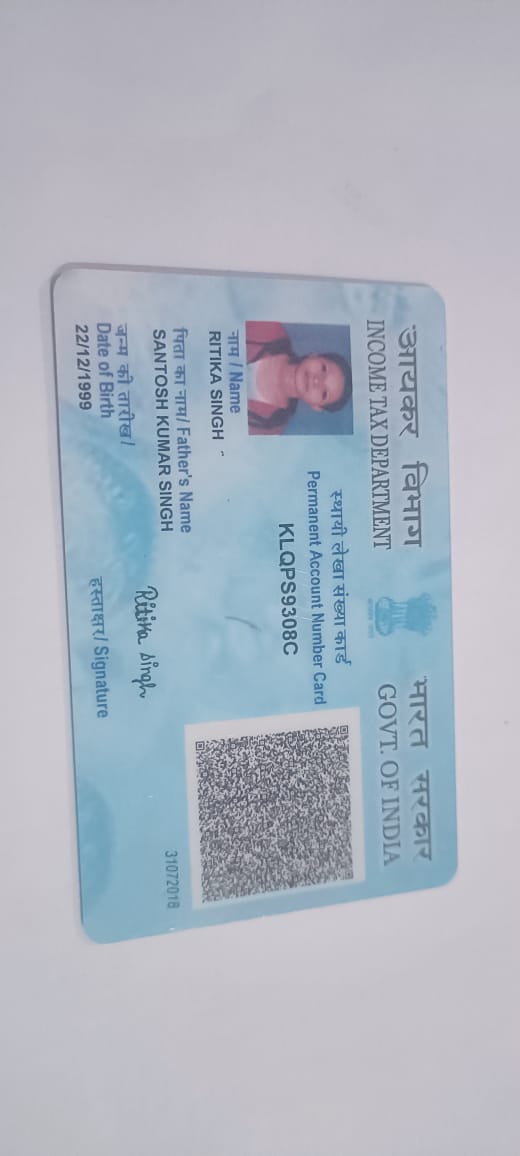 आयकर विभाग
INCOME TAX DEPARTMENT
भारत सरकार
GOVT. OF INDIA
स्थायी लेखा संख्या कार्ड
Permanent Account Number Card
KLQPS9308C
नाम / Name
RITIKA SINGH
पिता का नाम/ Father's Name
SANTOSH KUMAR SINGH
जन्म की तारीख/
Date of Birth
22/12/1999
Ritika Singh
हस्ताक्षर/ Signature
31072018